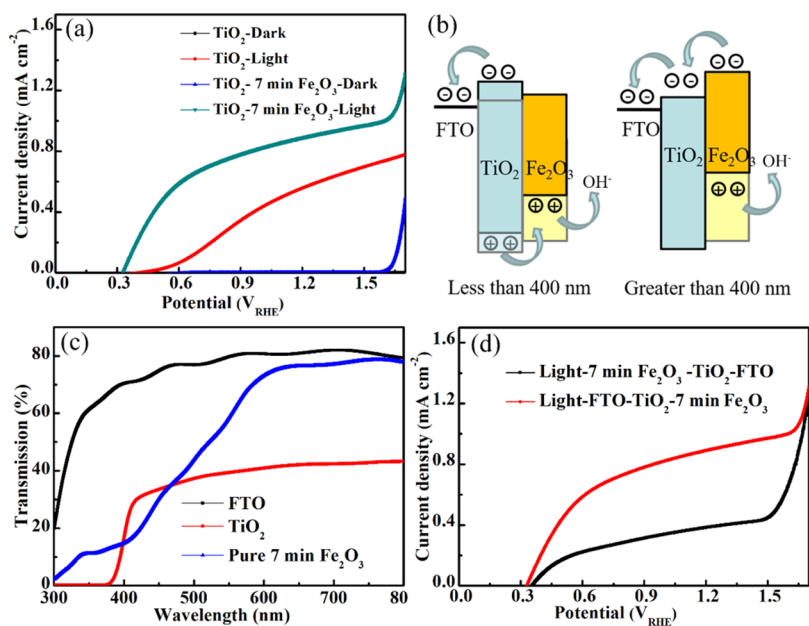 (a)
TiO2-Dark
TiO2-Light
TiO2- 7 min Fe2O3-Dark
TiO2-7 min Fe2O3-Light
Current density (mA cm-2)
1.6
1.2
0.8
0.4
0.0
0.0 0.3 0.6 0.9 1.2 1.5
Potential (VRHE)
(b)
FTO
TiO2
Fe2O3
OH-
Less than 400 nm
FTO
TiO2
Fe2O3
OH-
Greater than 400 nm
(c)
FTO
TiO2
Pure 7 min Fe2O3
Transmission (%)
80
60
40
20
0
300 400 500 600 700 80
Wavelength (nm)
(d)
Light-7 min Fe2O3 -TiO2-FTO
Light-FTO-TiO2-7 min Fe2O3
Current density (mA cm-2)
1.6
1.2
0.8
0.4
0.0
0.0 0.3 0.6 0.9 1.2 1.5
Potential (VRHE)